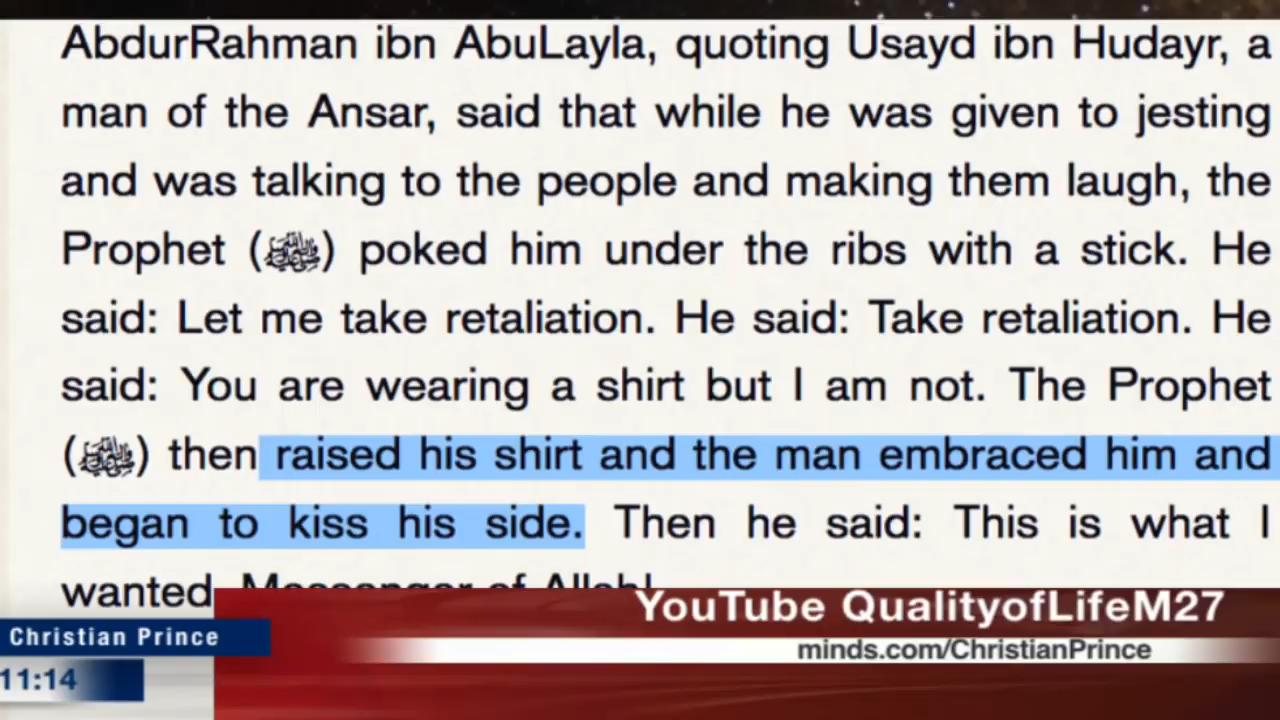 AbdurRahman ibn AbuLayla, quoting Usayd ibn Hudayr, a
man of the Ansar, said that while he was given to jesting
and was talking to the people and making them laugh, the
Prophet (ﷺ) poked him under the ribs with a stick. He
said: Let me take retaliation. He said: Take retaliation. He
said: You are wearing a shirt but I am not. The Prophet
(ﷺ) then raised his shirt and the man embraced him and
began to kiss his side. Then he said: This is what I
wanted, Messenger of Allah!
YouTube QualityofLifeM27
Christian Prince
minds.com/ChristianPrince
11:14